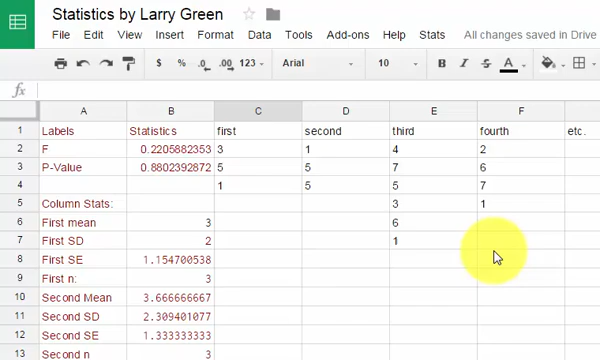 Statistics by Larry Green
File Edit View Insert Format Data Tools Add-ons Help Stats All changes saved in Drive
$ % .0 .00 123 Arial 10 B I S A
fx
A B C D E F
1 Labels Statistics first second third fourth etc.
2 F 0.2205882353 3 1 4 2
3 P-Value 0.8802392872 5 5 7 6
4 1 5 5 7
5 Column Stats: 3 1
6 First mean 3 6
7 First SD 2 1
8 First SE 1.154700538
9 First n: 3
10 Second Mean 3.666666667
11 Second SD 2.309401077
12 Second SE 1.333333333
13 Second n 3